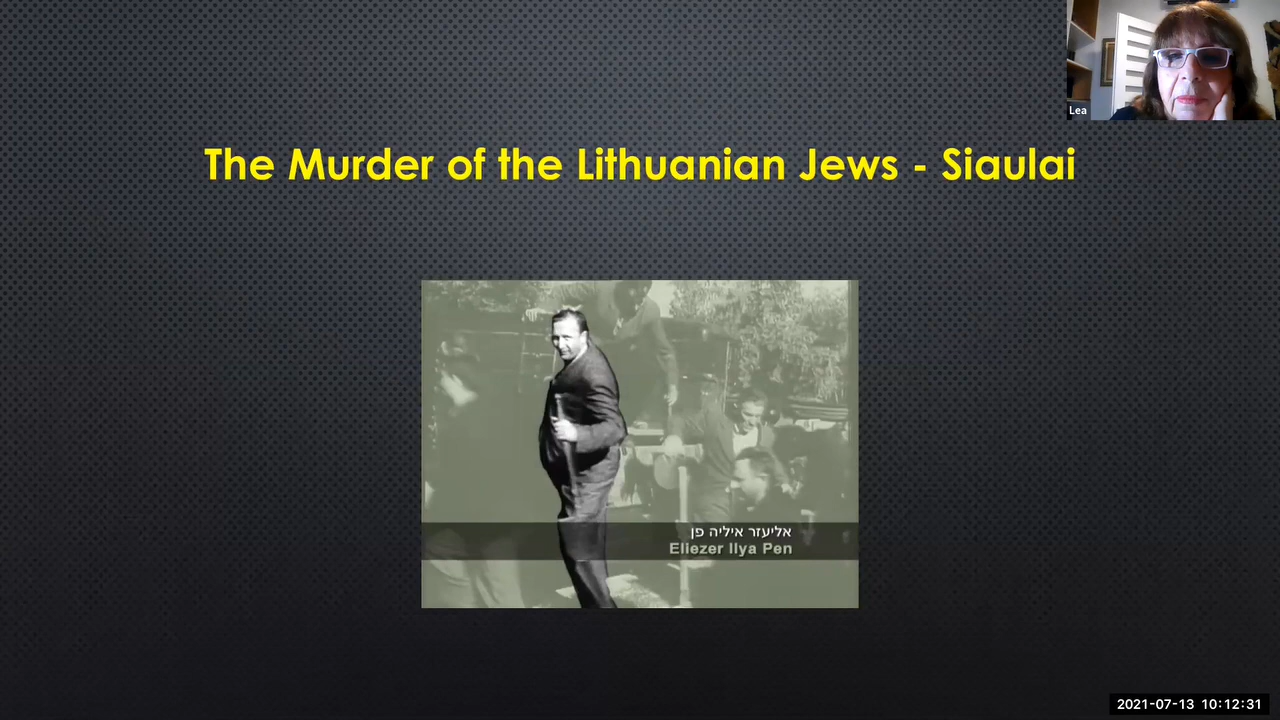 Lea
The Murder of the Lithuanian Jews - Siaulai
אליעזר איליה פן
Eliezer Ilya Pen
2021-07-13 10:12:31